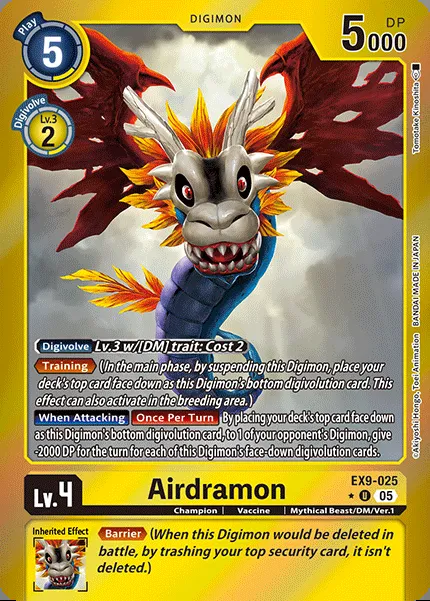 Play
5
DIGIMON
DP
5000
Digivolve
Lv.3
2
Tomotake Kinoshita
©Akiyoshi Hongo, Toei Animation BANDAI MADE IN JAPAN
Digivolve Lv.3 w/[DM] trait: Cost 2
Training (In the main phase, by suspending this Digimon, place your
deck's top card face down as this Digimon's bottom digivolution card. This
effect can also activate in the breeding area.)
When Attacking Once Per Turn By placing your deck's top card face down
as this Digimon's bottom digivolution card, to 1 of your opponent's Digimon, give
-2000 DP for the turn for each of this Digimon's face-down digivolution cards.
Lv.4
Airdramon
EX9-025
U 05
Champion | Vaccine | Mythical Beast/DM/Ver.1
Inherited Effect
Barrier (When this Digimon would be deleted in
battle, by trashing your top security card, it isn't
deleted.)